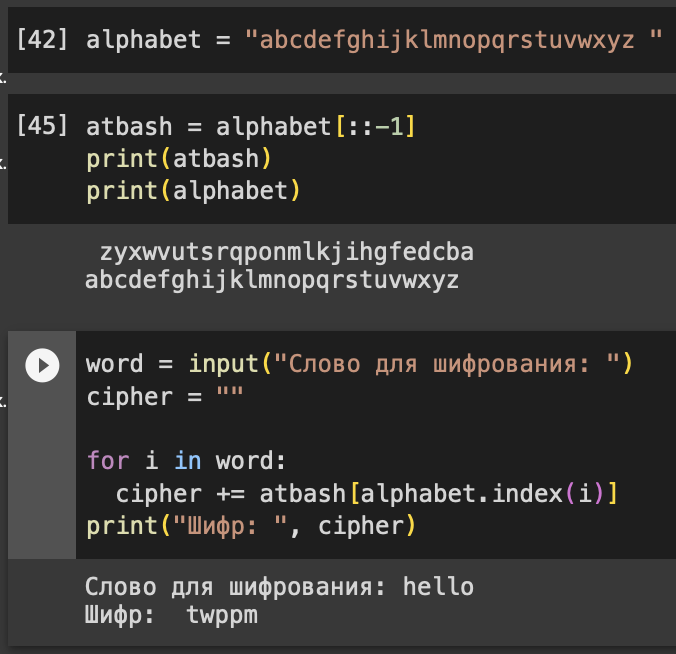 [42] alphabet = "abcdefghijklmnopqrstuvwxyz "
[45] atbash = alphabet[::-1]
print(atbash)
print(alphabet)
 zyxwvutsrqponmlkjihgfedcba
abcdefghijklmnopqrstuvwxyz
word = input("Слово для шифрования: ")
cipher = ""
for i in word:
  cipher += atbash[alphabet.index(i)]
print("Шифр: ", cipher)
Слово для шифрования: hello
Шифр:  twppm